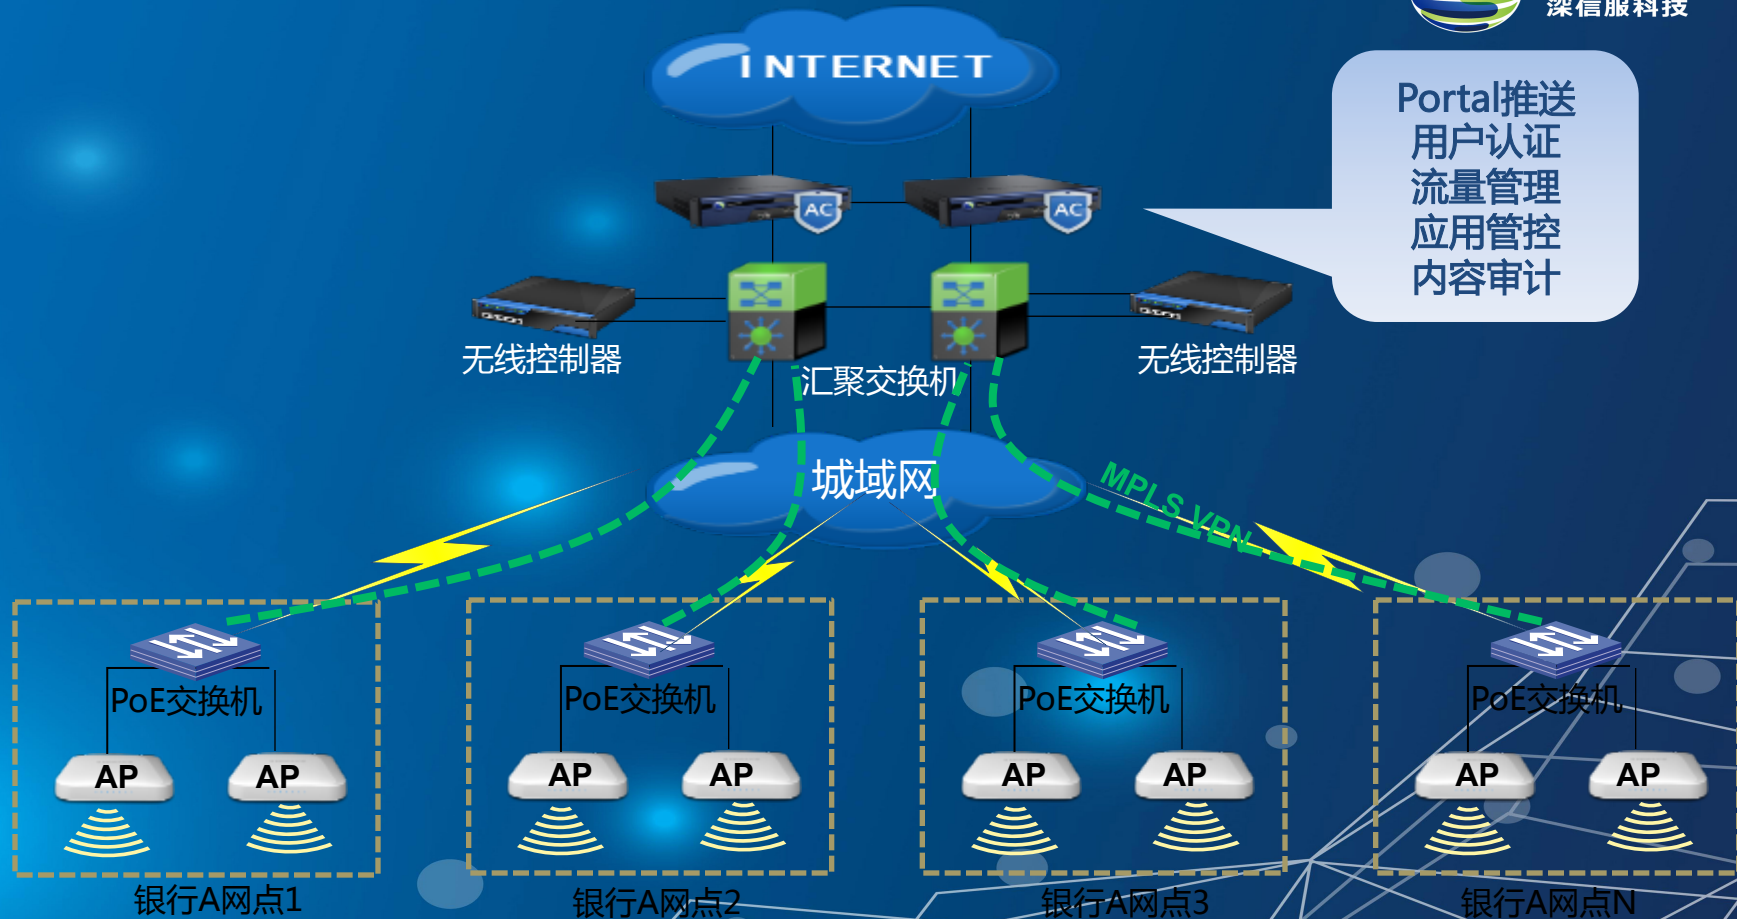 深信服科技
INTERNET
Portal推送
用户认证
流量管理
应用管控
内容审计
AC
AC
无线控制器
汇聚交换机
无线控制器
城域网
MPLS VPN
PoE交换机
PoE交换机
PoE交换机
PoE交换机
AP
AP
AP
AP
AP
AP
AP
AP
银行A网点1
银行A网点2
银行A网点3
银行A网点N